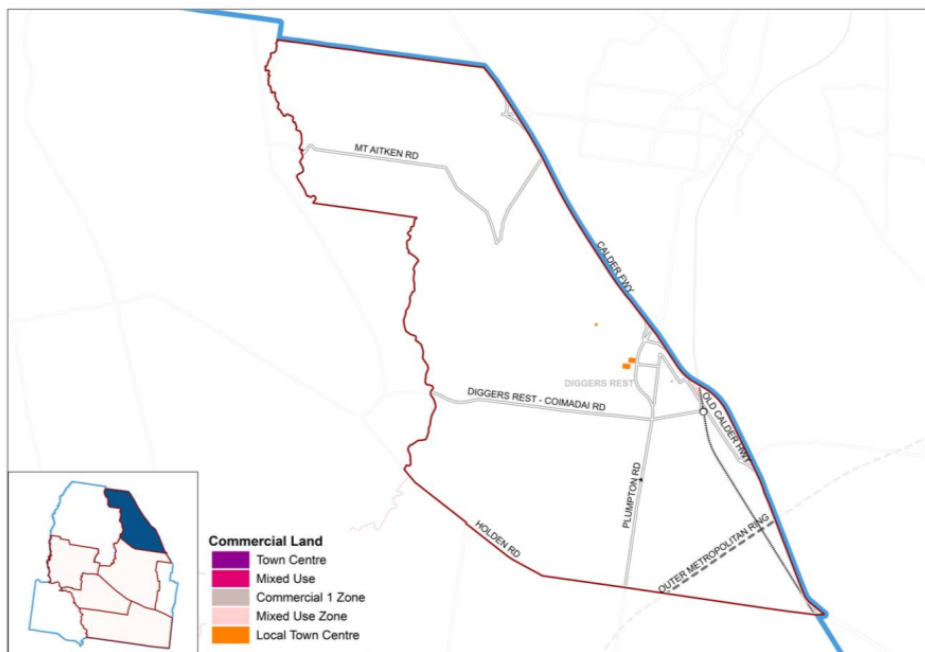 MT AITKEN RD
CALDER FWY
DIGGERS REST
DIGGERS REST - COIMADAI RD
OLD CALDER HWY
PLUMPTON RD
HOLDEN RD
OUTER METROPOLITAN RING
Commercial Land
Town Centre
Mixed Use
Commercial 1 Zone
Mixed Use Zone
Local Town Centre